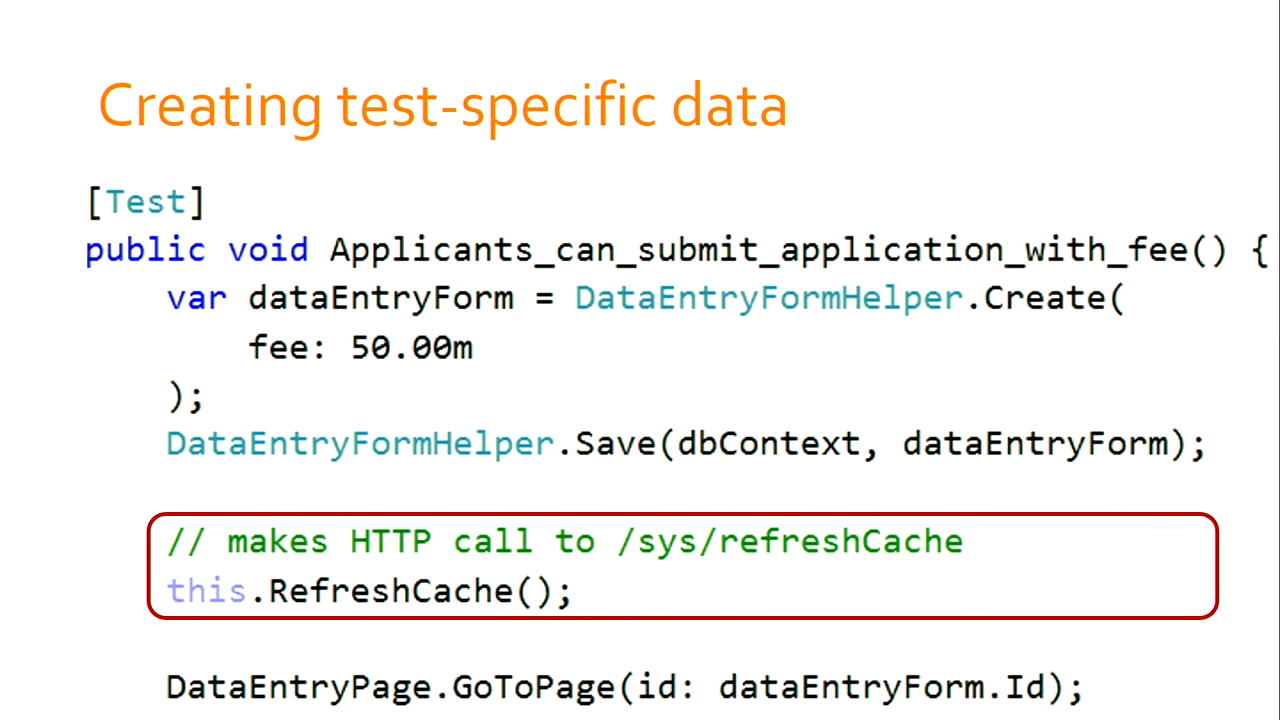 Creating test-specific data
[Test]
public void Applicants_can_submit_application_with_fee() {
var dataEntryForm = DataEntryFormHelper.Create(
fee: 50.00m
);
DataEntryFormHelper.Save(dbContext, dataEntryForm);
// makes HTTP call to /sys/refreshCache
this.RefreshCache();
DataEntryPage.GoToPage(id: dataEntryForm.Id);